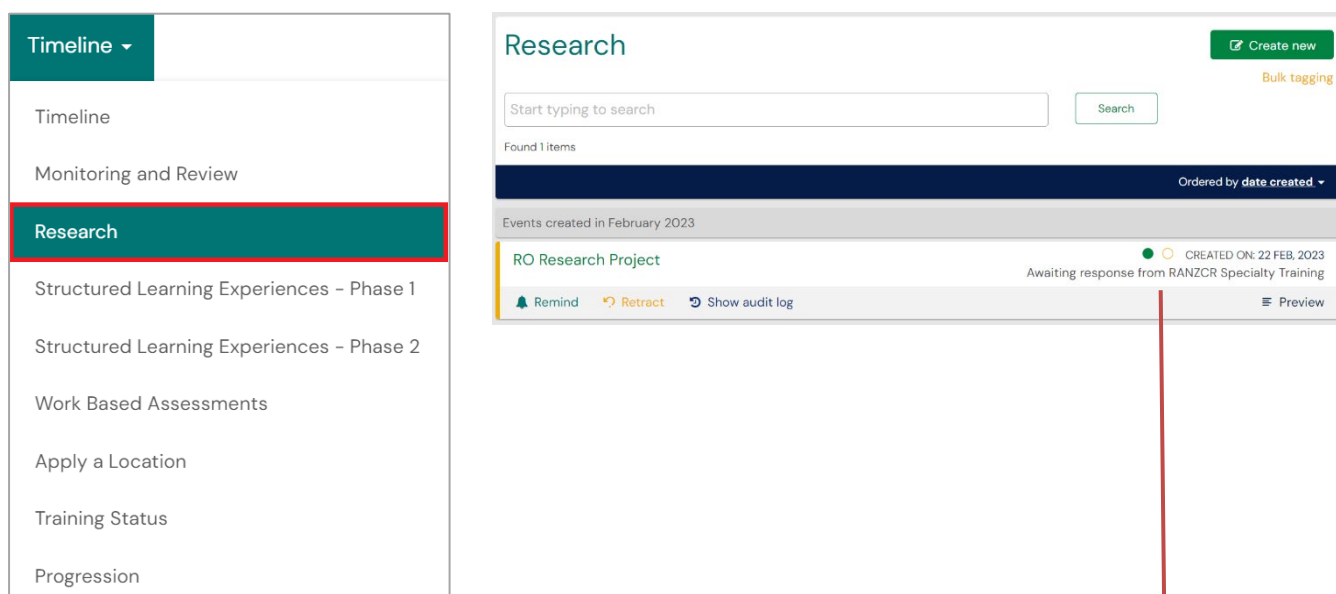 Timeline
Timeline
Monitoring and Review
Research
Structured Learning Experiences - Phase 1
Structured Learning Experiences - Phase 2
Work Based Assessments
Apply a Location
Training Status
Progression
Research
Create new
Bulk tagging
Start typing to search
Search
Found 1 items
Ordered by date created
Events created in February 2023
RO Research Project
CREATED ON: 22 FEB, 2023
Awaiting response from RANZCR Specialty Training
Remind Retract Show audit log Preview